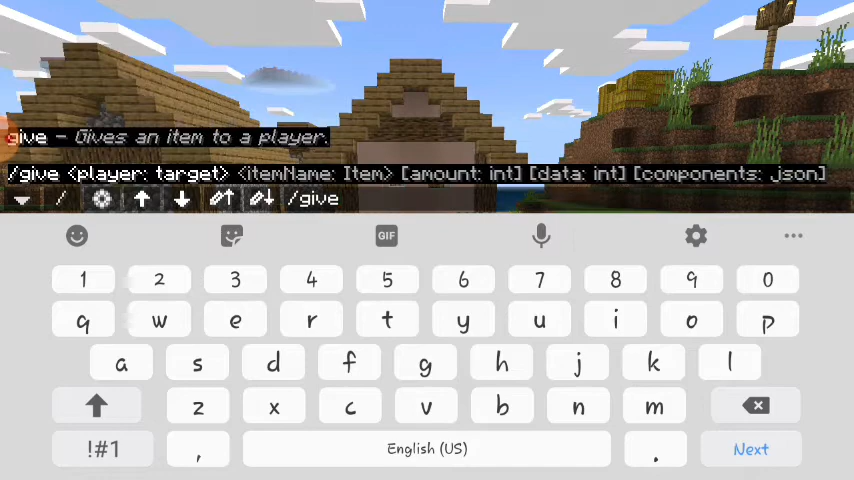 give – Gives an item to a player.
/give <player: target> <itemName: Item> [amount: int] [data: int] [components: json]
/ /give
GIF
1 2 3 4 5 6 7 8 9 0
q w e r t y u i o p
a s d f g h j k l
z x c v b n m
!#1 , English (US) . Next